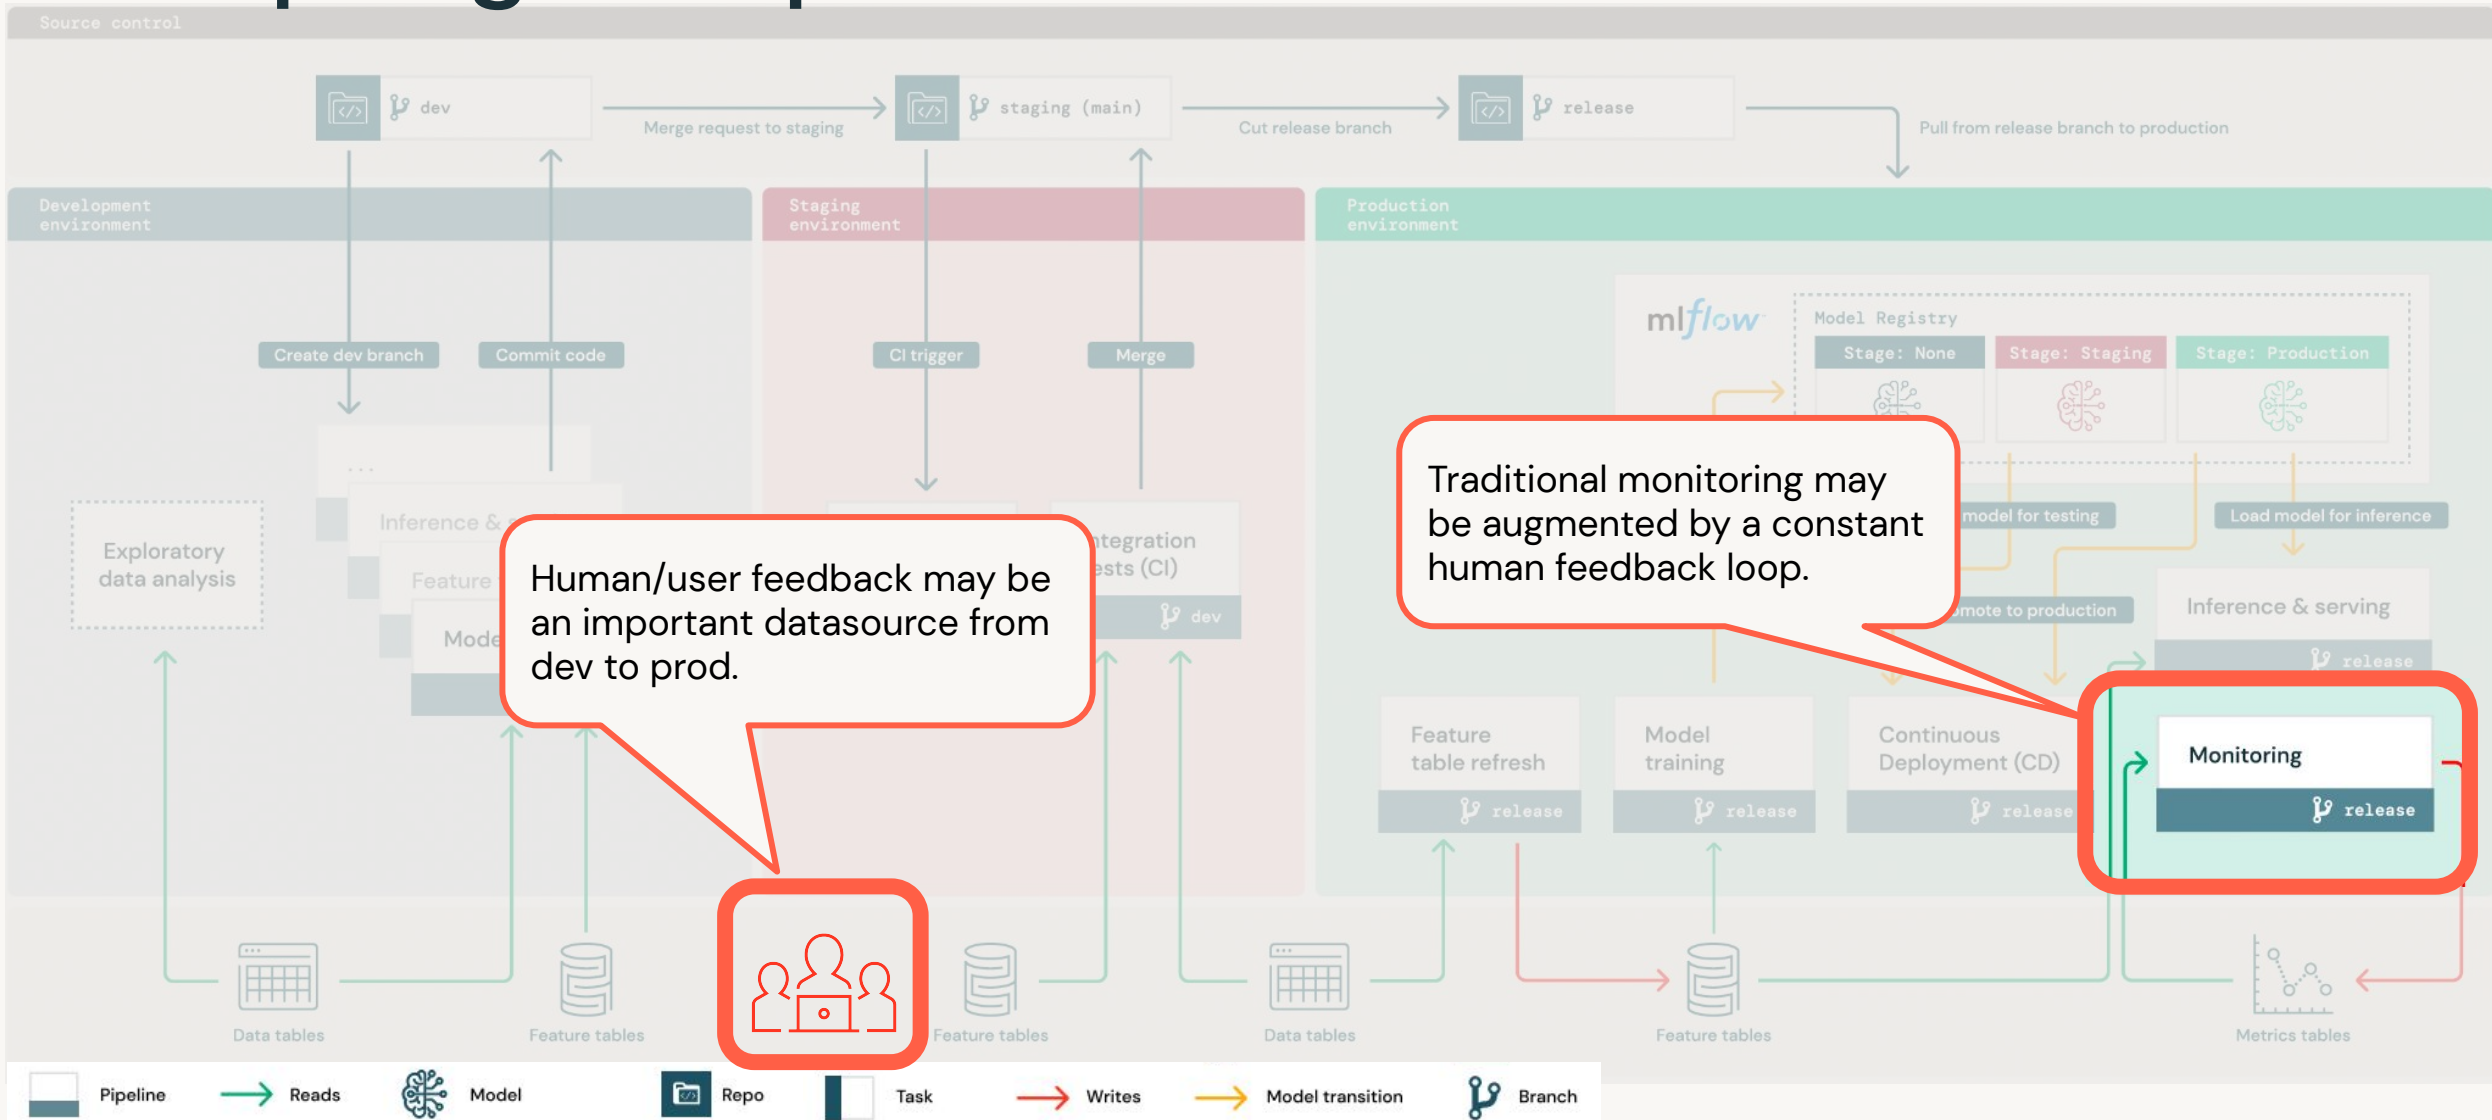 Source control
dev
Merge request to staging
staging (main)
Cut release branch
release
Pull from release branch to production
Development
environment
Staging
environment
Production
environment
mlflow
Model Registry
Stage: None
Stage: Staging
Stage: Production
Create dev branch
Commit code
CI trigger
Merge
...
Inference &
Exploratory
data analysis
Feature
Human/user feedback may be
an important datasource from
dev to prod.
tests (CI)
dev
Traditional monitoring may
be augmented by a constant
human feedback loop.
model for testing
Load model for inference
to production
Inference & serving
release
Feature
table refresh
release
Model
training
release
Continuous
Deployment (CD)
release
Monitoring
release
Data tables
Feature tables
Feature tables
Data tables
Feature tables
Metrics tables
Pipeline
Reads
Model
Repo
Task
Writes
Model transition
Branch